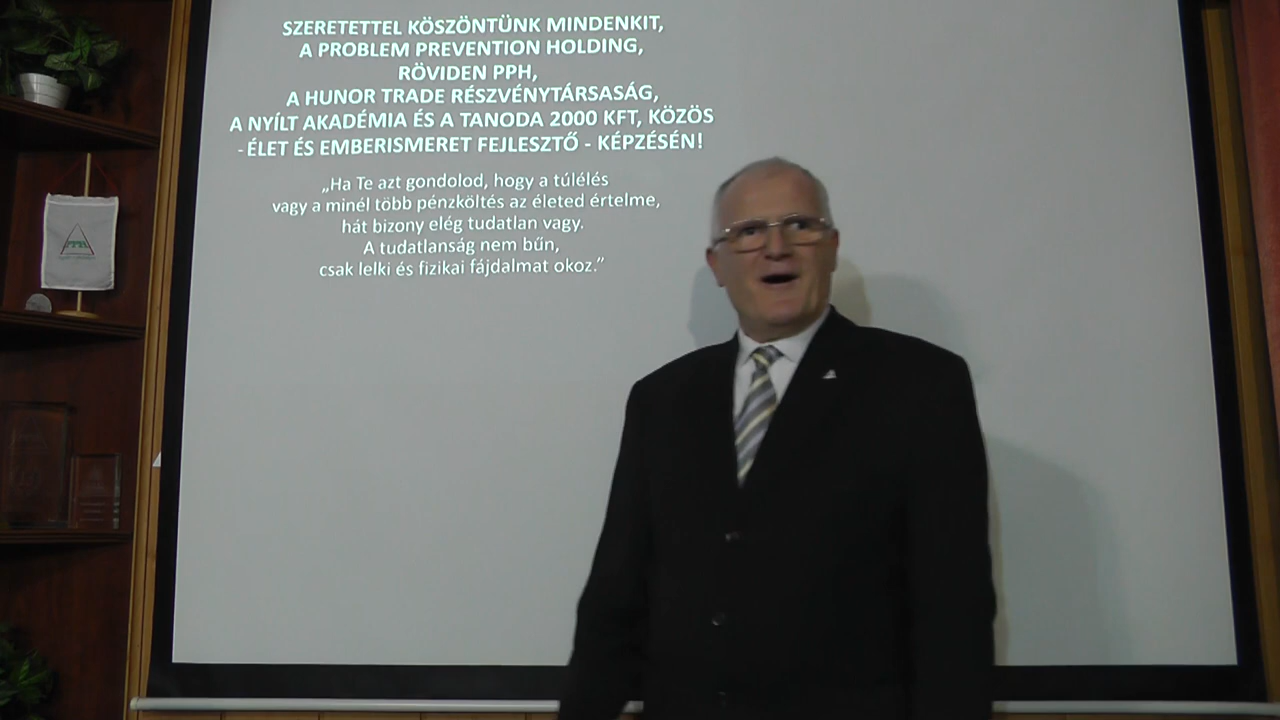 SZERETETTEL KÖSZÖNTÜNK MINDENKIT,
A PROBLEM PREVENTION HOLDING,
RÖVIDEN PPH,
A HUNOR TRADE RÉSZVÉNYTÁRSASÁG,
A NYÍLT AKADÉMIA ÉS A TANODA 2000 KFT, KÖZÖS
- ÉLET ÉS EMBERISMERET FEJLESZTŐ - KÉPZÉSÉN!
„Ha Te azt gondolod, hogy a túlélés
vagy a minél több pénzköltés az életed értelme,
hát bizony elég tudatlan vagy.
A tudatlanság nem bűn,
csak lelki és fizikai fájdalmat okoz.”